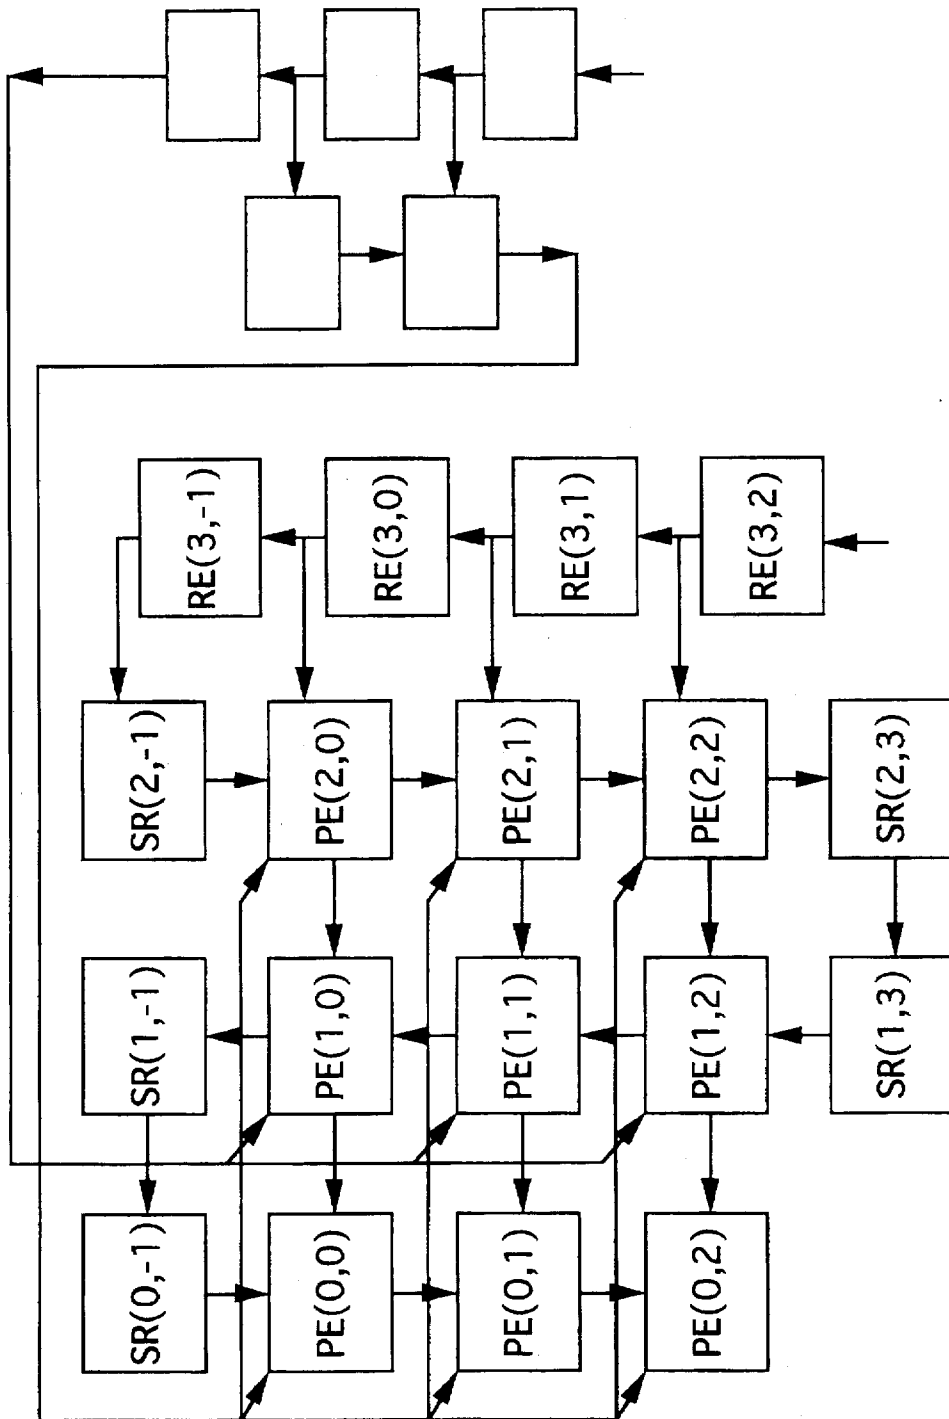 RE(3,-1)
RE(3,0)
RE(3,1)
RE(3,2)
SR(2,-1)
PE(2,0)
PE(2,1)
PE(2,2)
SR(2,3)
SR(1,-1)
PE(1,0)
PE(1,1)
PE(1,2)
SR(1,3)
SR(0,-1)
PE(0,0)
PE(0,1)
PE(0,2)